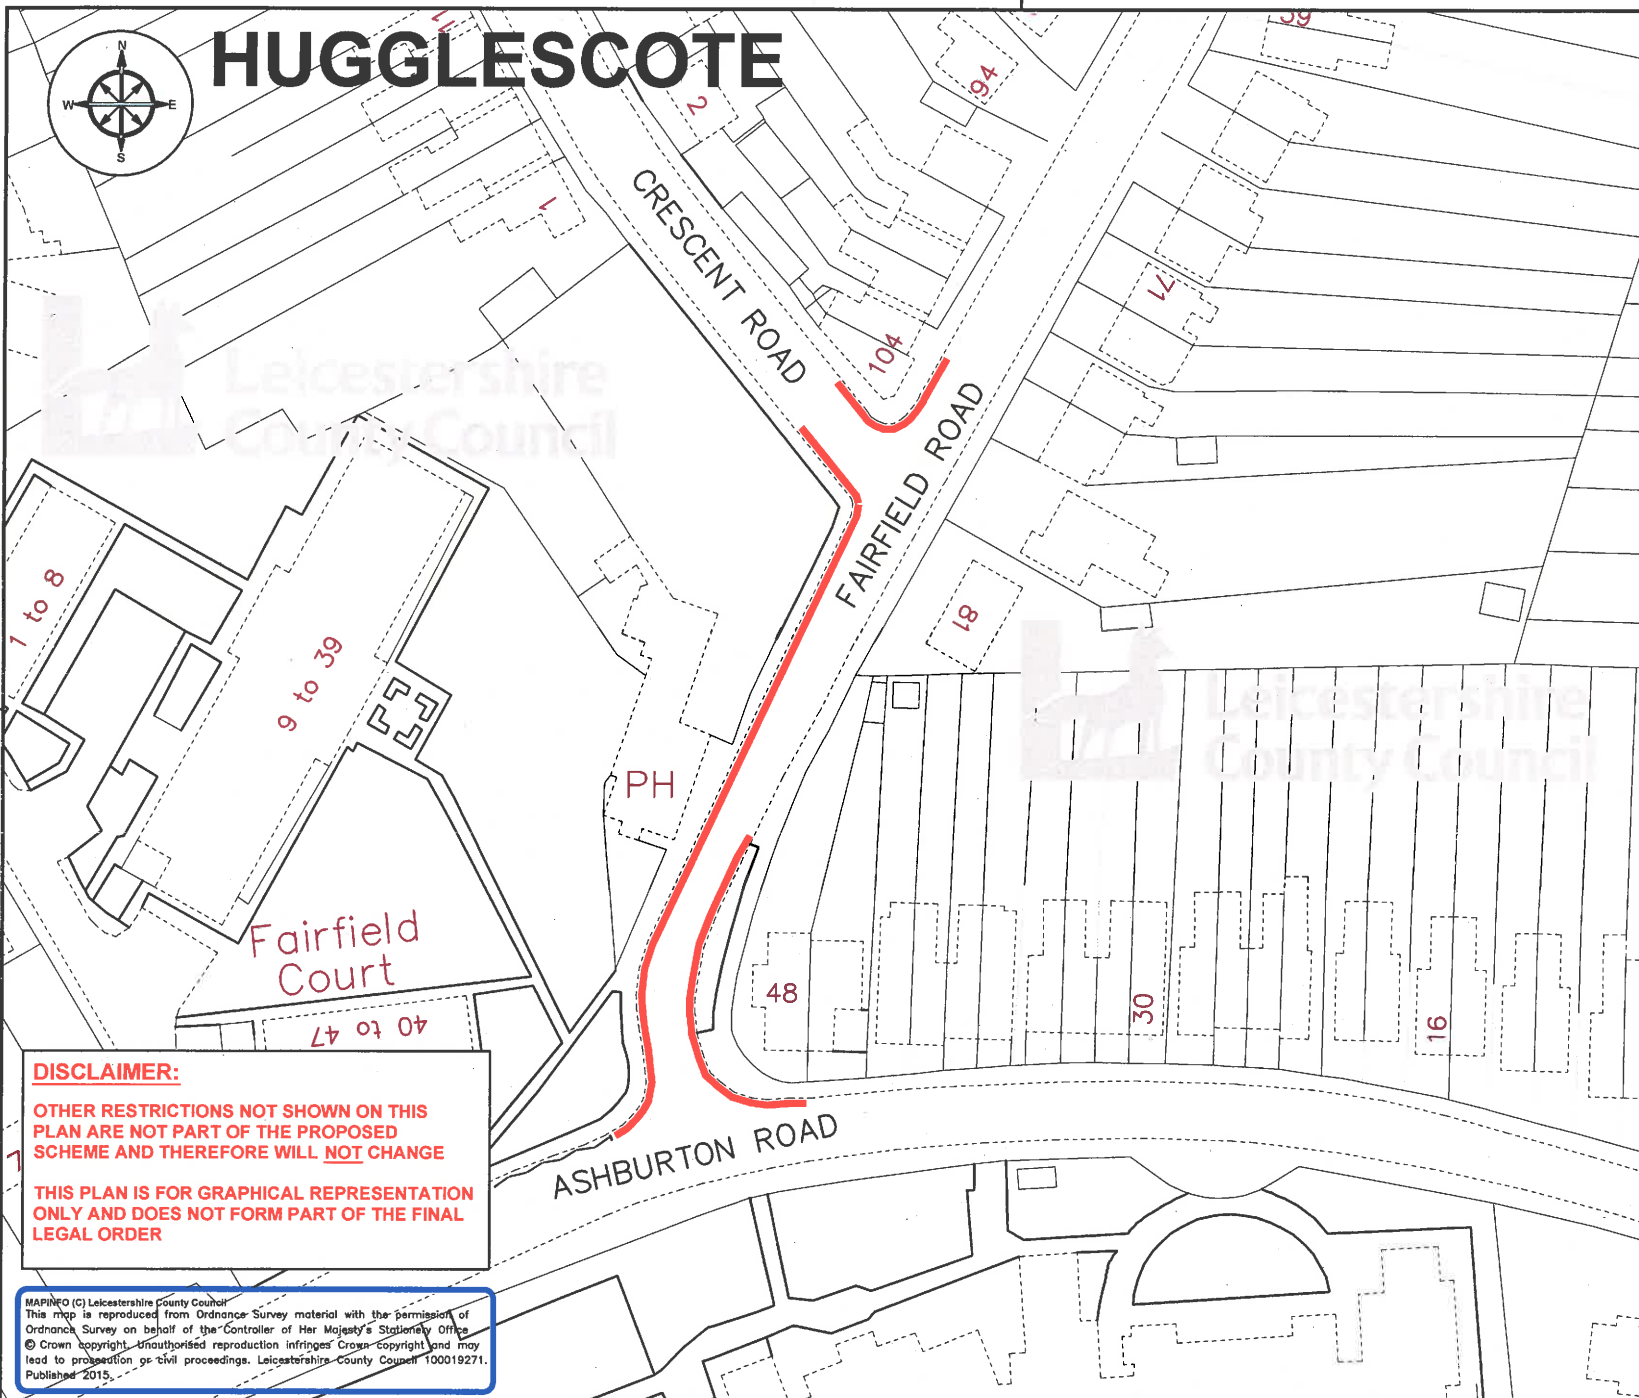 HUGGLESCOTE
N
W
E
S
11
2
94
59
1
CRESCENT ROAD
71
104
FAIRFIELD ROAD
Leicestershire
County Council
1 to 8
9 to 39
81
PH
Leicestershire
County Council
Fairfield
Court
40 to 47
48
30
16
ASHBURTON ROAD
DISCLAIMER:
OTHER RESTRICTIONS NOT SHOWN ON THIS
PLAN ARE NOT PART OF THE PROPOSED
SCHEME AND THEREFORE WILL NOT CHANGE
THIS PLAN IS FOR GRAPHICAL REPRESENTATION
ONLY AND DOES NOT FORM PART OF THE FINAL
LEGAL ORDER
MAPINFO (C) Leicestershire County Council
This map is reproduced from Ordnance Survey material with the permission of
Ordnance Survey on behalf of the Controller of Her Majesty's Stationery Office
© Crown copyright. Unauthorised reproduction infringes Crown copyright and may
lead to prosecution or civil proceedings. Leicestershire County Council 100019271.
Published 2015.